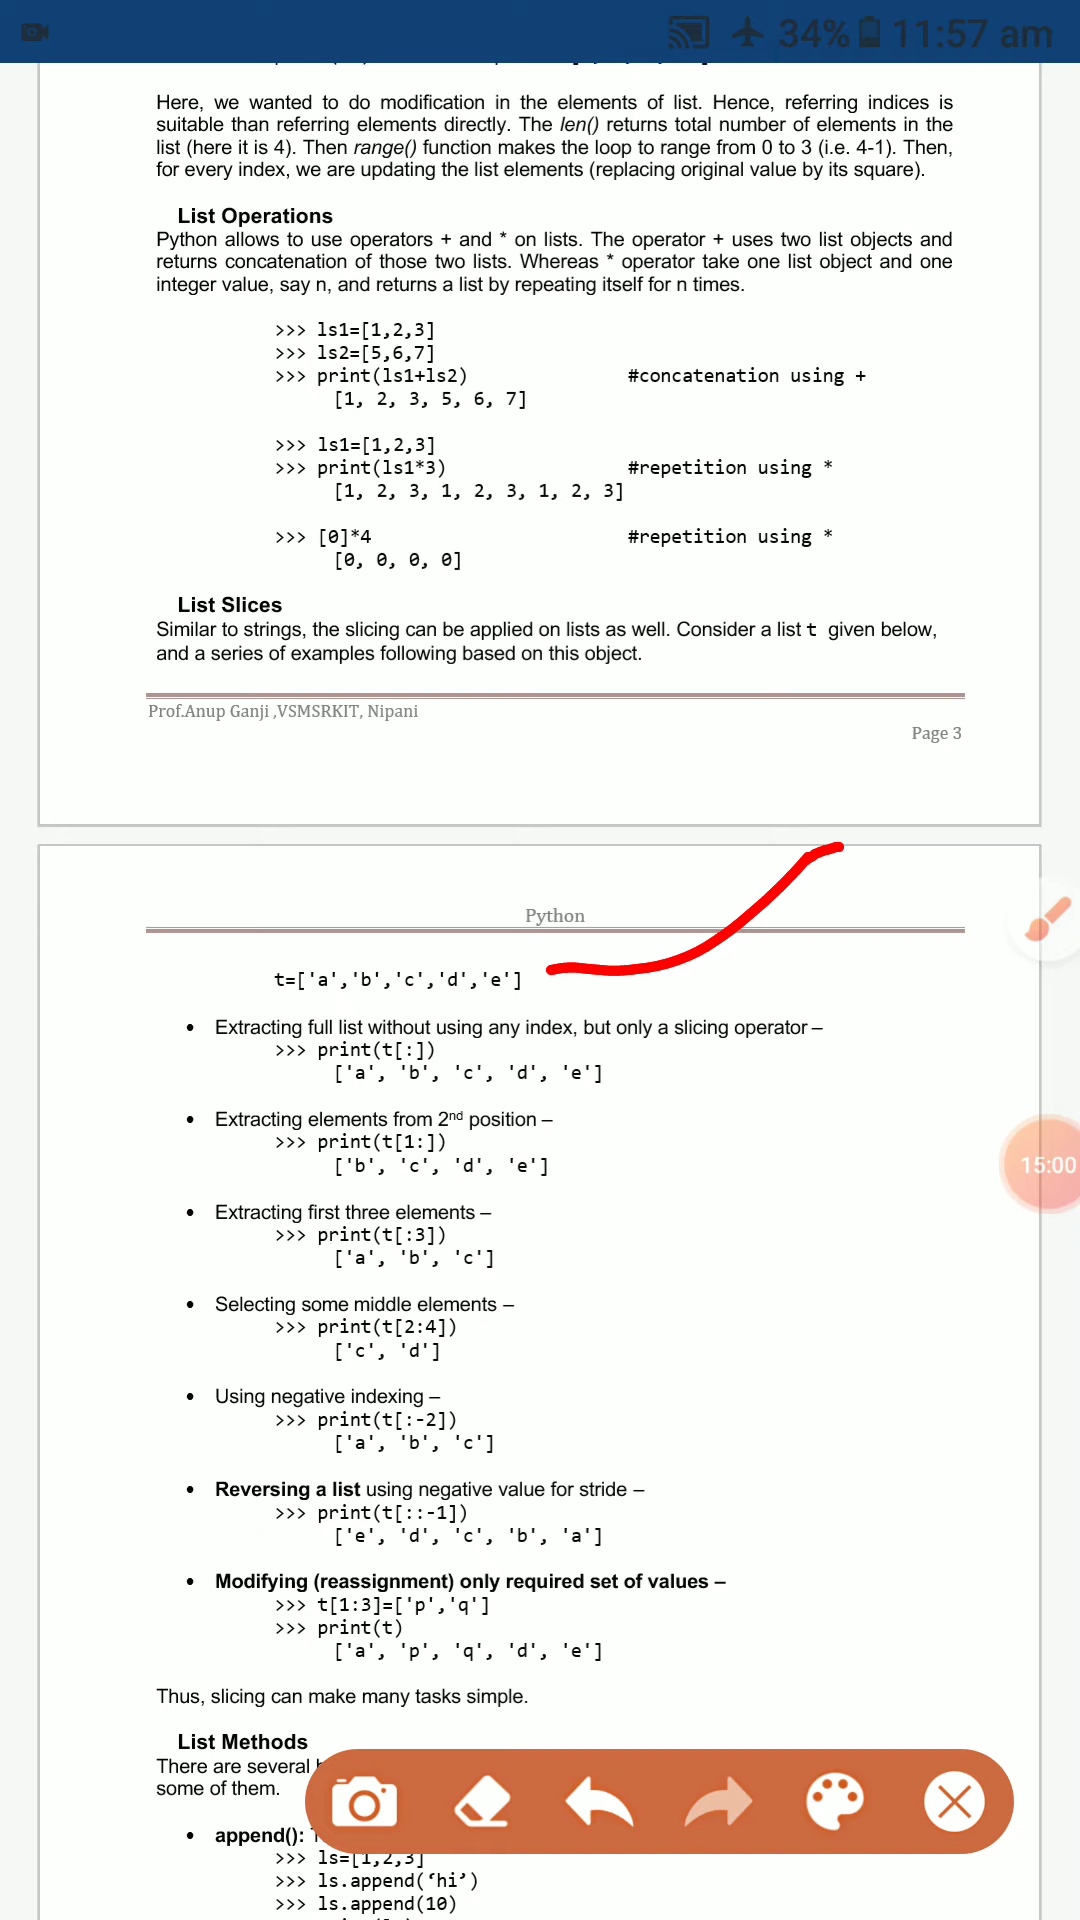 34% 11:57 am
Here, we wanted to do modification in the elements of list. Hence, referring indices is
suitable than referring elements directly. The len() returns total number of elements in the
list (here it is 4). Then range() function makes the loop to range from 0 to 3 (i.e. 4-1). Then,
for every index, we are updating the list elements (replacing original value by its square).
List Operations
Python allows to use operators + and * on lists. The operator + uses two list objects and
returns concatenation of those two lists. Whereas * operator take one list object and one
integer value, say n, and returns a list by repeating itself for n times.
>>> ls1=[1,2,3]
>>> ls2=[5,6,7]
>>> print(ls1+ls2) #concatenation using +
[1, 2, 3, 5, 6, 7]
>>> ls1=[1,2,3]
>>> print(ls1*3) #repetition using *
[1, 2, 3, 1, 2, 3, 1, 2, 3]
>>> [0]*4 #repetition using *
[0, 0, 0, 0]
List Slices
Similar to strings, the slicing can be applied on lists as well. Consider a list t given below,
and a series of examples following based on this object.
Prof.Anup Ganji ,VSMSRKIT, Nipani
Page 3
Python
t=['a','b','c','d','e']
• Extracting full list without using any index, but only a slicing operator –
>>> print(t[:])
['a', 'b', 'c', 'd', 'e']
• Extracting elements from 2nd position –
>>> print(t[1:])
['b', 'c', 'd', 'e']
15:00
• Extracting first three elements –
>>> print(t[:3])
['a', 'b', 'c']
• Selecting some middle elements –
>>> print(t[2:4])
['c', 'd']
• Using negative indexing –
>>> print(t[:-2])
['a', 'b', 'c']
• Reversing a list using negative value for stride –
>>> print(t[::-1])
['e', 'd', 'c', 'b', 'a']
• Modifying (reassignment) only required set of values –
>>> t[1:3]=['p','q']
>>> print(t)
['a', 'p', 'q', 'd', 'e']
Thus, slicing can make many tasks simple.
List Methods
There are several
some of them.
• append():
>>> ls=[1,2,3]
>>> ls.append(‘hi’)
>>> ls.append(10)